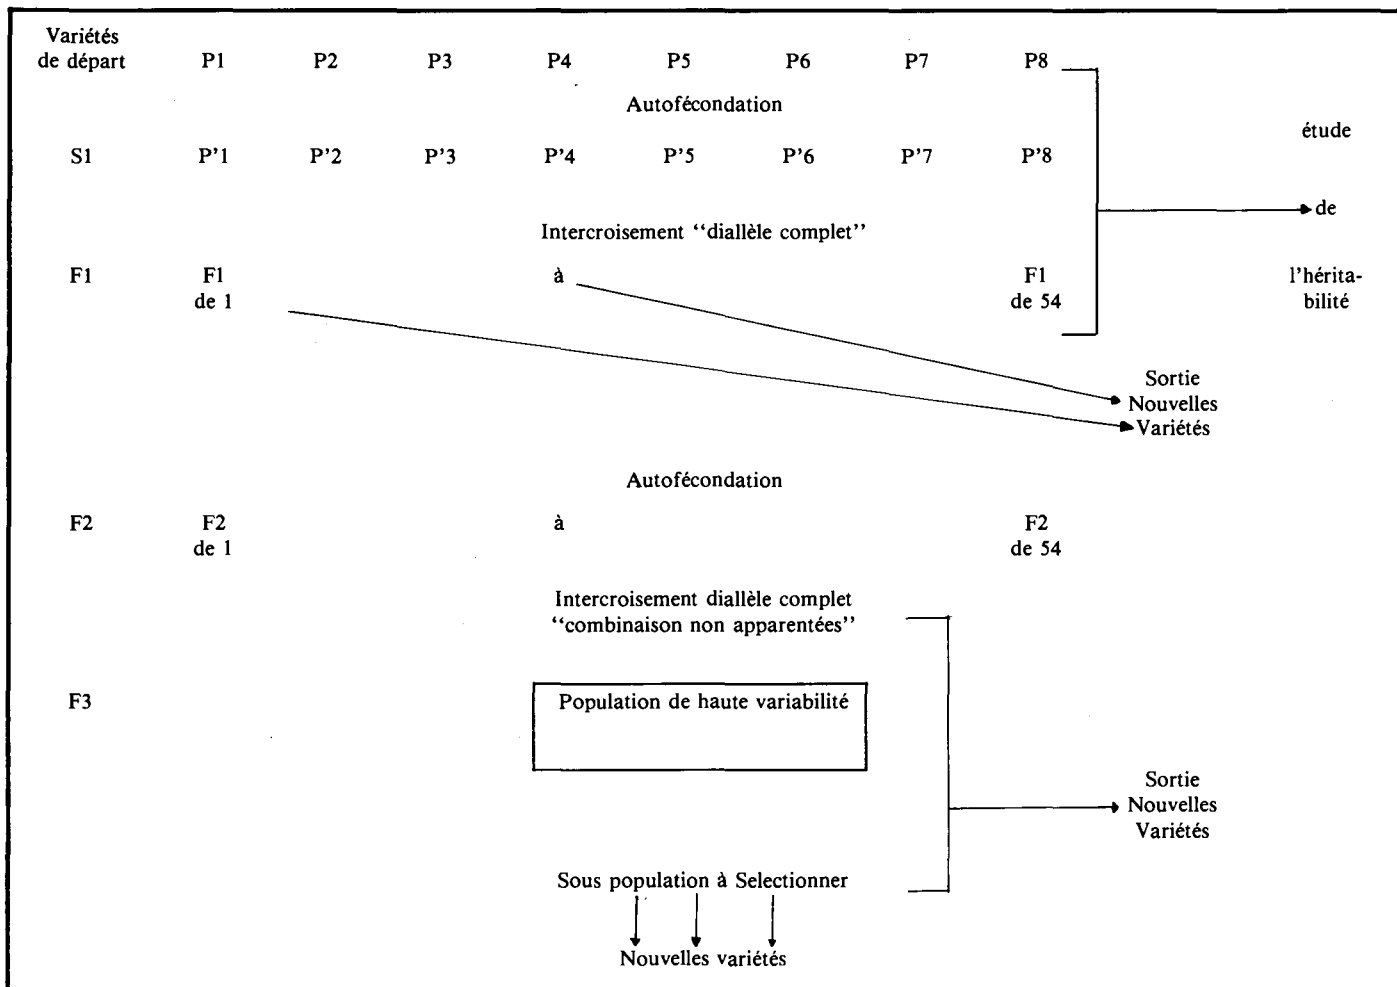 Variétés
de départ P1 P2 P3 P4 P5 P6 P7 P8
Autofécondation
étude
S1 P'1 P'2 P'3 P'4 P'5 P'6 P'7 P'8
de
Intercroisement “diallèle complet”
F1 F1 à F1 l'hérita-
de 1 de 54 bilité
Sortie
Nouvelles
Variétés
Autofécondation
F2 F2 à F2
de 1 de 54
Intercroisement diallèle complet
“combinaison non apparentées”
F3 Population de haute variabilité
Sortie
Nouvelles
Variétés
Sous population à Selectionner
Nouvelles variétés